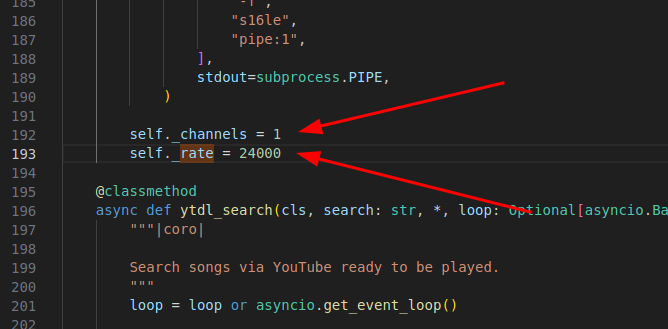 185 "-f",
186 "s16le",
187 "pipe:1",
188 ],
189 stdout=subprocess.PIPE,
190 )
191
192 self._channels = 1
193 self._rate = 24000
194
195 @classmethod
196 async def ytdl_search(cls, search: str, *, loop: Optional[asyncio.Ba
197 """|coro|
198
199 Search songs via YouTube ready to be played.
200 """
201 loop = loop or asyncio.get_event_loop()
202